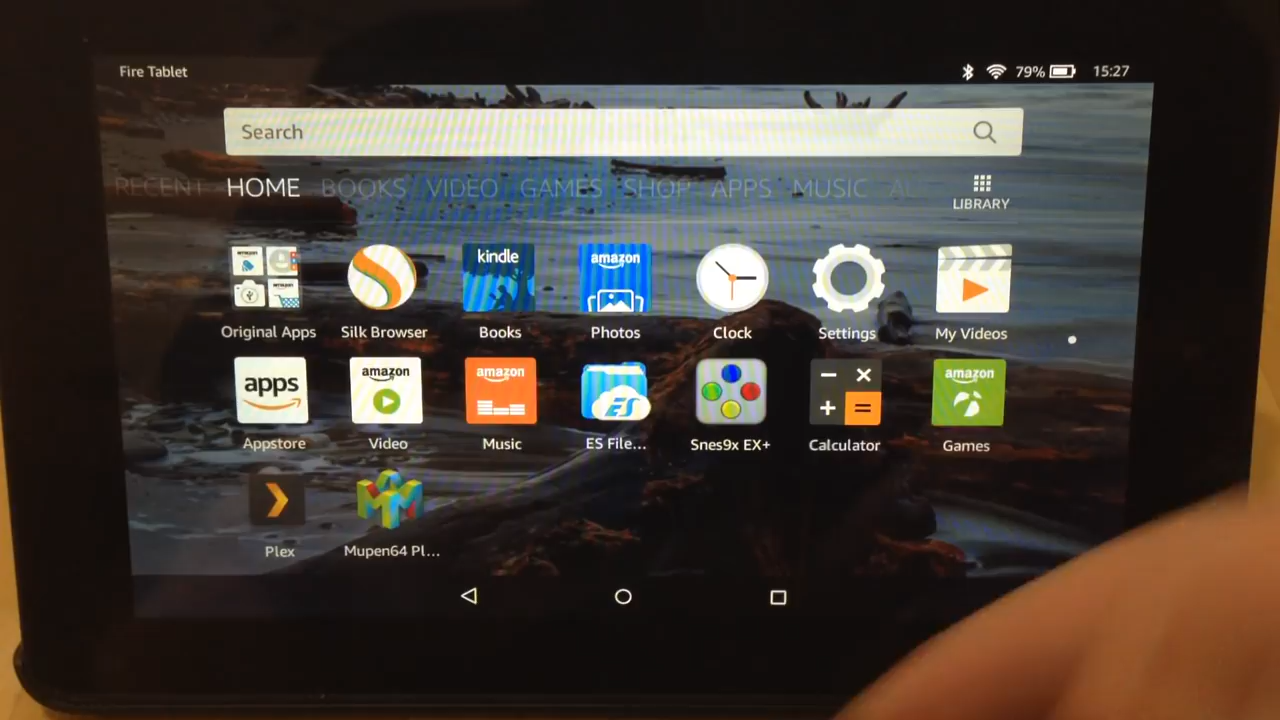 Fire Tablet 79% 15:27
Search
RECENT HOME BOOKS VIDEO GAMES SHOP APPS MUSIC
LIBRARY
kindle amazon
Original Apps Silk Browser Books Photos Clock Settings My Videos
apps amazon amazon ES amazon
Appstore Video Music ES File... Snes9x EX+ Calculator Games
Plex Mupen64 Pl...